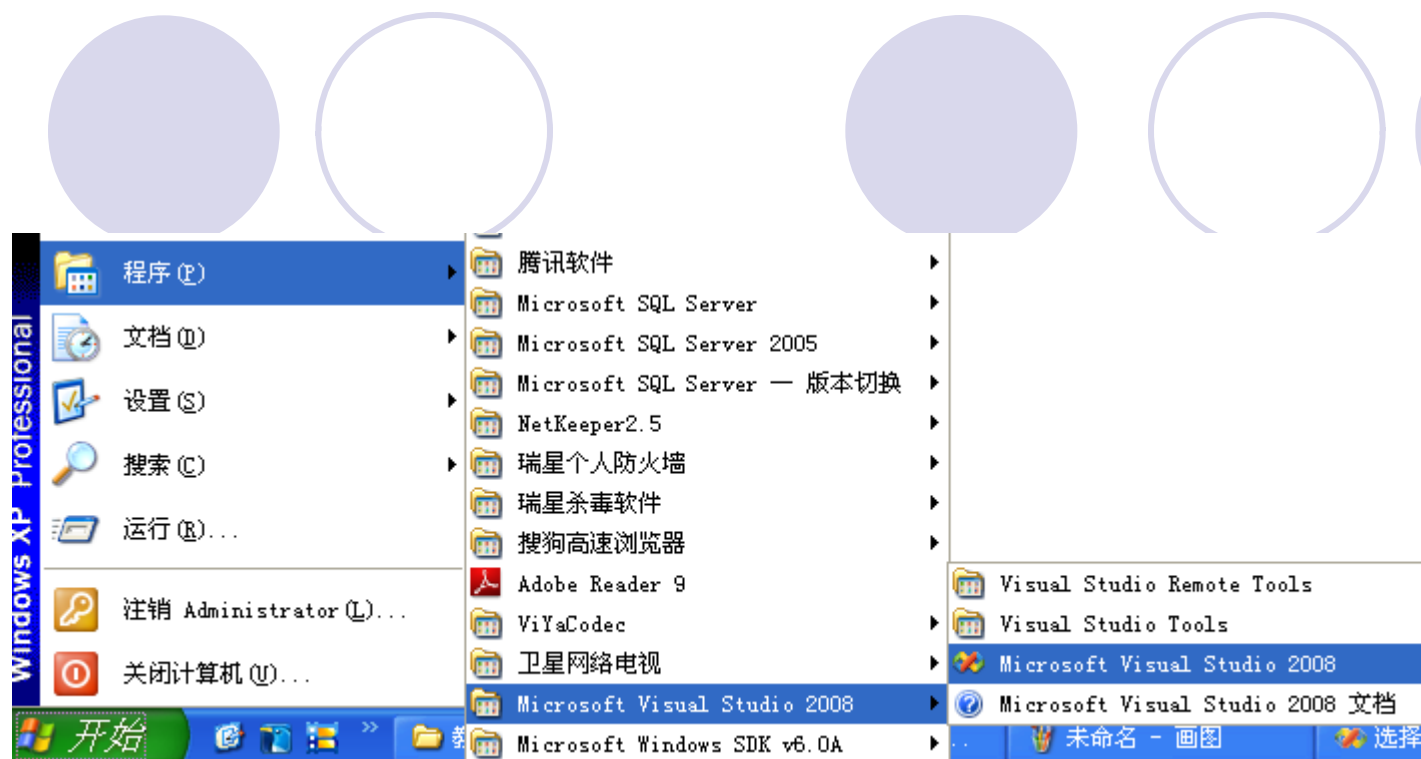 Windows XP Professional
程序(P)
文档(D)
设置(S)
搜索(C)
运行(R)...
注销 Administrator(L)...
关闭计算机(U)...
腾讯软件
Microsoft SQL Server
Microsoft SQL Server 2005
Microsoft SQL Server — 版本切换
NetKeeper2.5
瑞星个人防火墙
瑞星杀毒软件
搜狗高速浏览器
Adobe Reader 9
ViYaCodec
卫星网络电视
Microsoft Visual Studio 2008
Microsoft Windows SDK v6.0A
Visual Studio Remote Tools
Visual Studio Tools
Microsoft Visual Studio 2008
Microsoft Visual Studio 2008 文档
开始
未命名 - 画图
选择